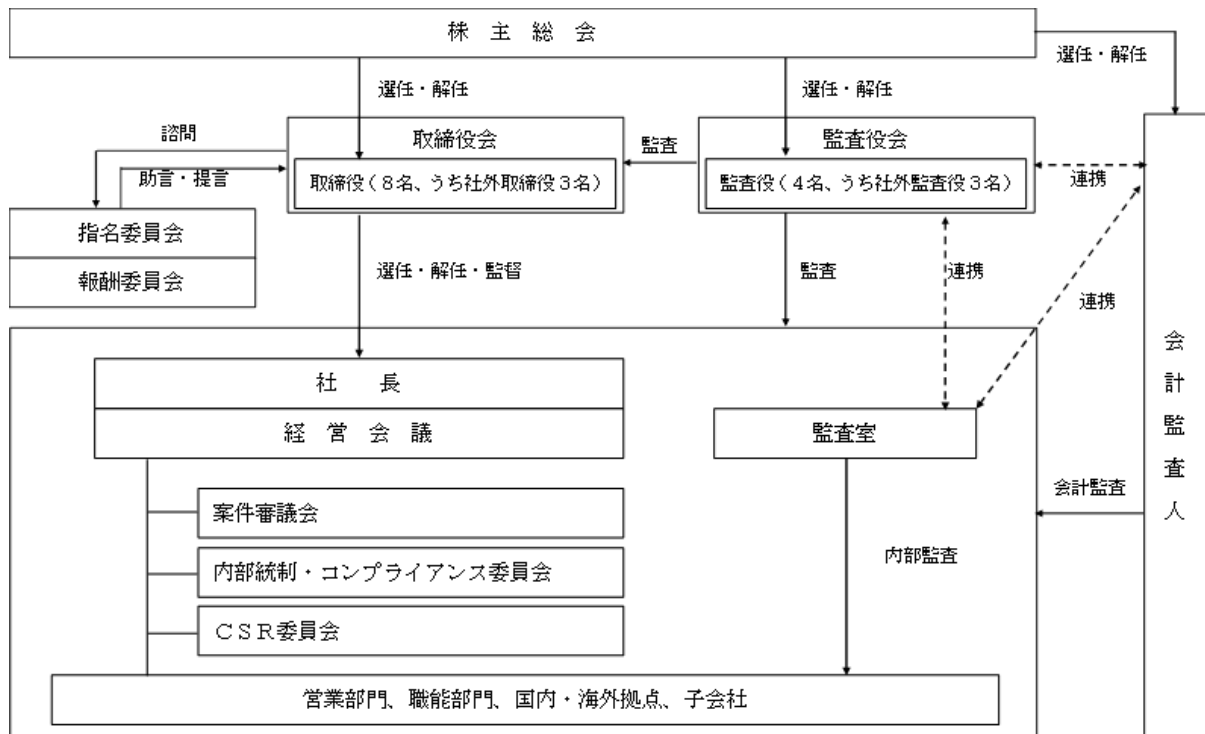 株主総会
選任・解任
選任・解任
選任・解任
諮問
取締役会
監査
監査役会
取締役（８名、うち社外取締役３名）
監査役（４名、うち社外監査役３名）
助言・提言
連携
指名委員会
報酬委員会
選任・解任・監督
監査
連携
連携
社長
経営会議
監査室
会計監査人
案件審議会
会計監査
内部統制・コンプライアンス委員会
内部監査
ＣＳＲ委員会
営業部門、職能部門、国内・海外拠点、子会社